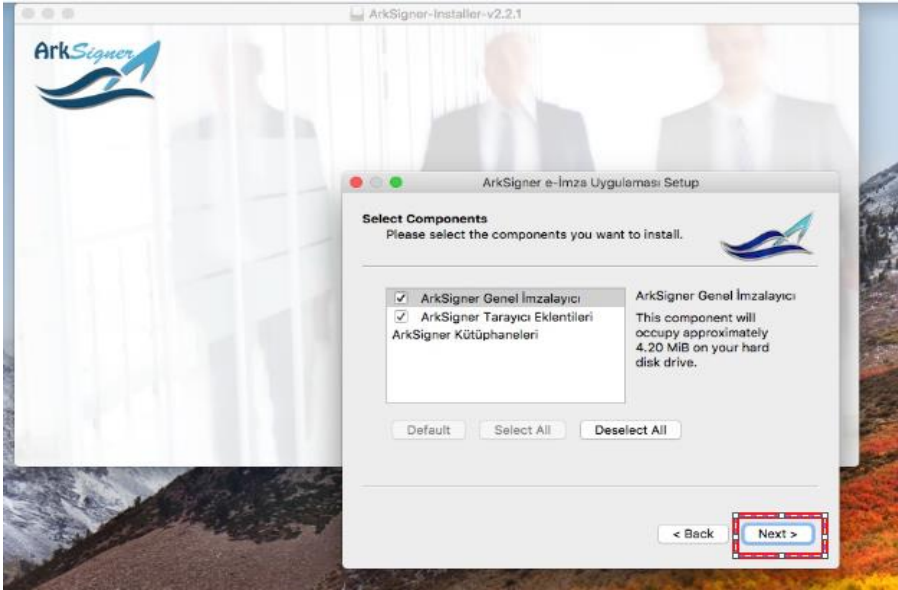 ArkSigner-Installer-v2.2.1
ArkSigner
ArkSigner e-İmza Uygulaması Setup
Select Components
Please select the components you want to install.
ArkSigner Genel İmzalayıcı
ArkSigner Tarayıcı Eklentileri
ArkSigner Kütüphaneleri
ArkSigner Genel İmzalayıcı
This component will
occupy approximately
4.20 MiB on your hard
disk drive.
Default
Select All
Deselect All
< Back
Next >